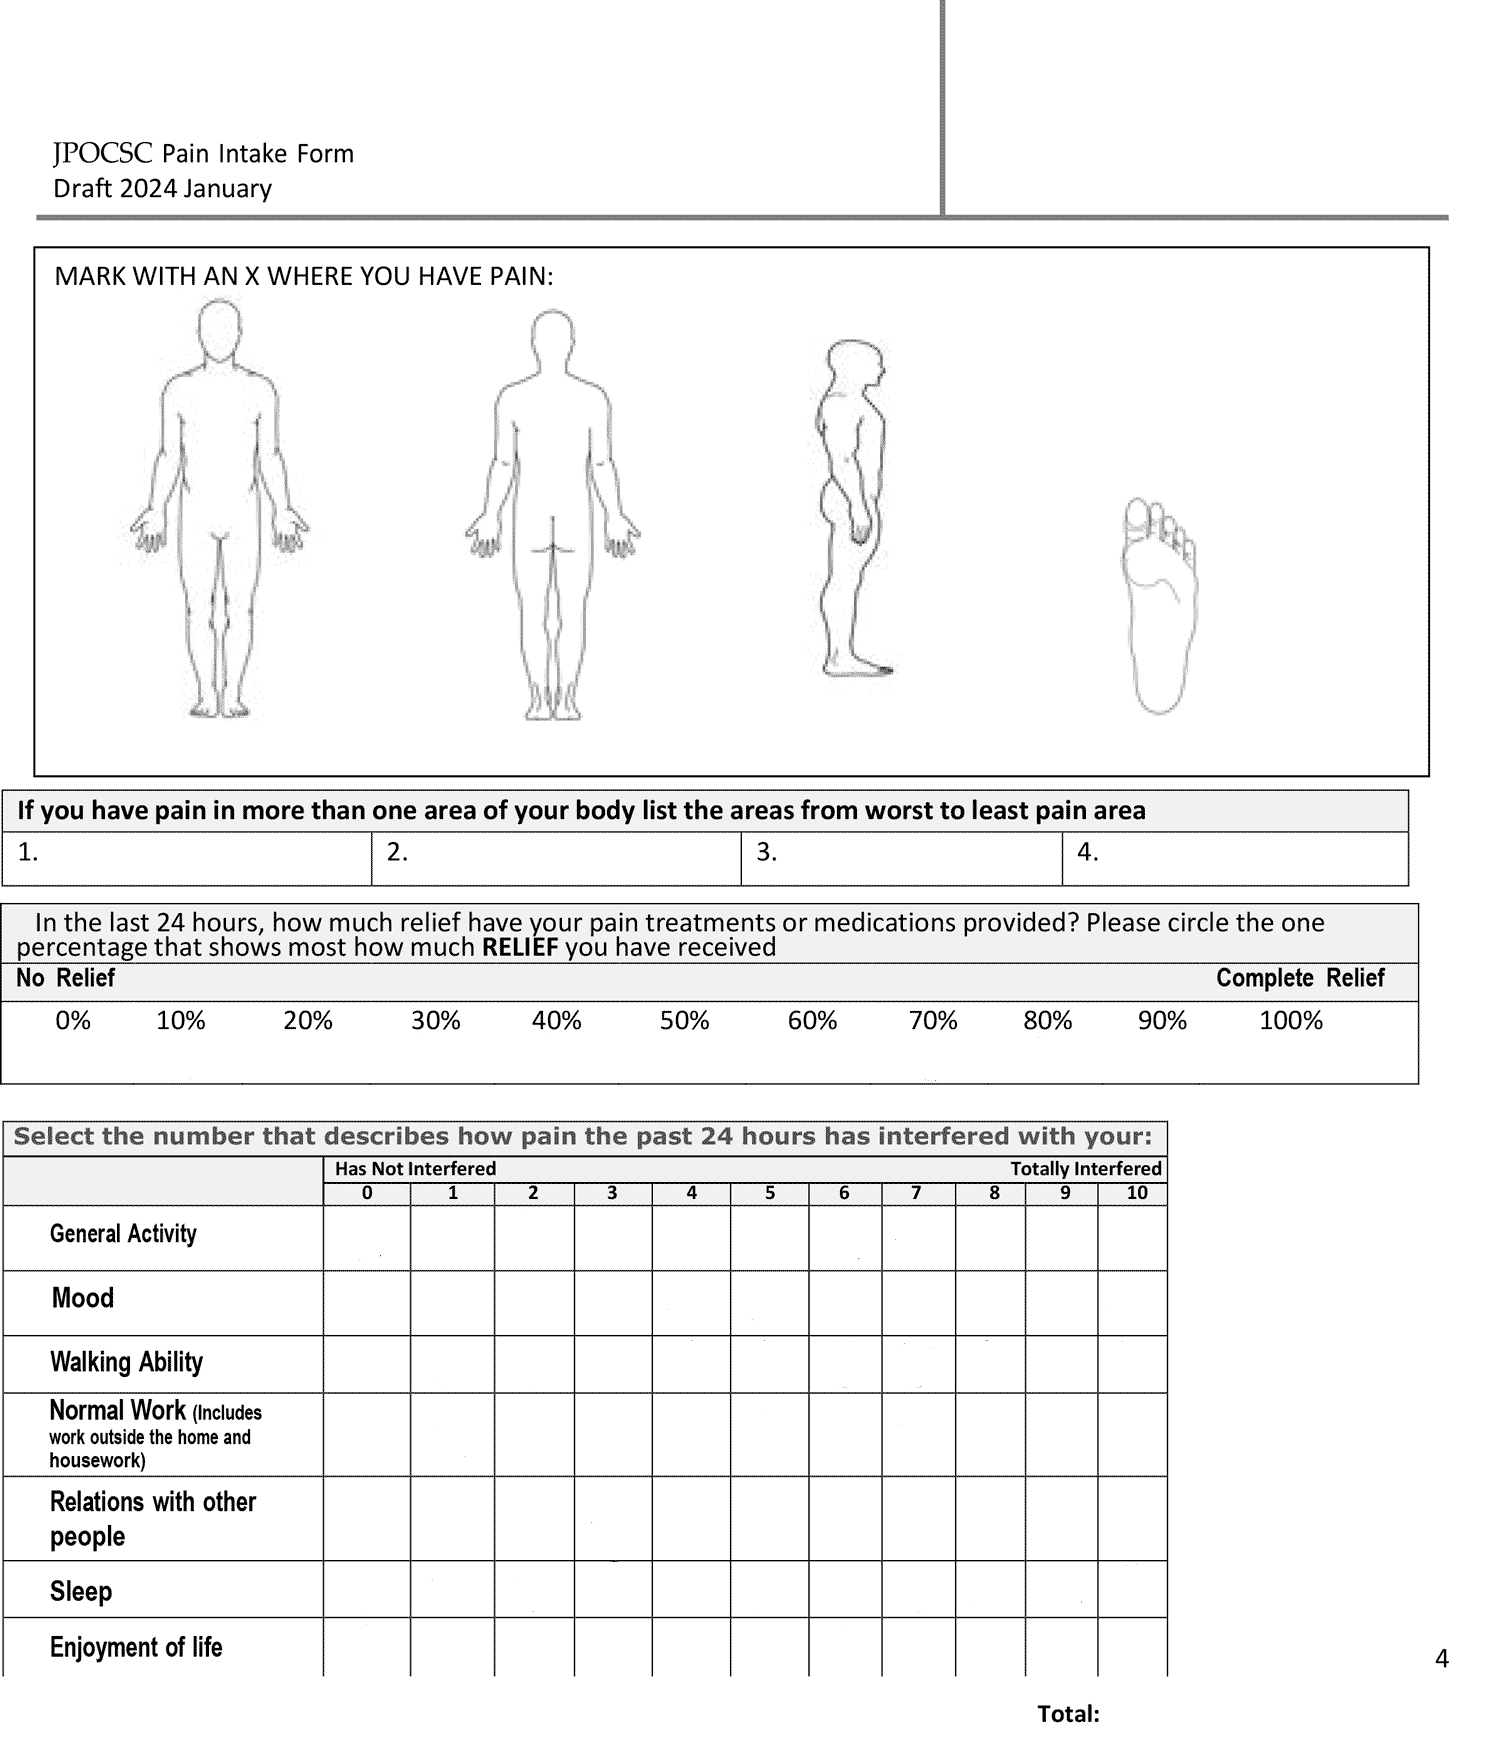 JPOCSC Pain Intake Form
Draft 2024 January
MARK WITH AN X WHERE YOU HAVE PAIN:
If you have pain in more than one area of your body list the areas from worst to least pain area
1. 2. 3. 4.
In the last 24 hours, how much relief have your pain treatments or medications provided? Please circle the one
percentage that shows most how much RELIEF you have received
No Relief Complete Relief
0% 10% 20% 30% 40% 50% 60% 70% 80% 90% 100%
Select the number that describes how pain the past 24 hours has interfered with your:
Has Not Interfered Totally Interfered
0 1 2 3 4 5 6 7 8 9 10
General Activity
Mood
Walking Ability
Normal Work (Includes
work outside the home and
housework)
Relations with other
people
Sleep
Enjoyment of life
4
Total: